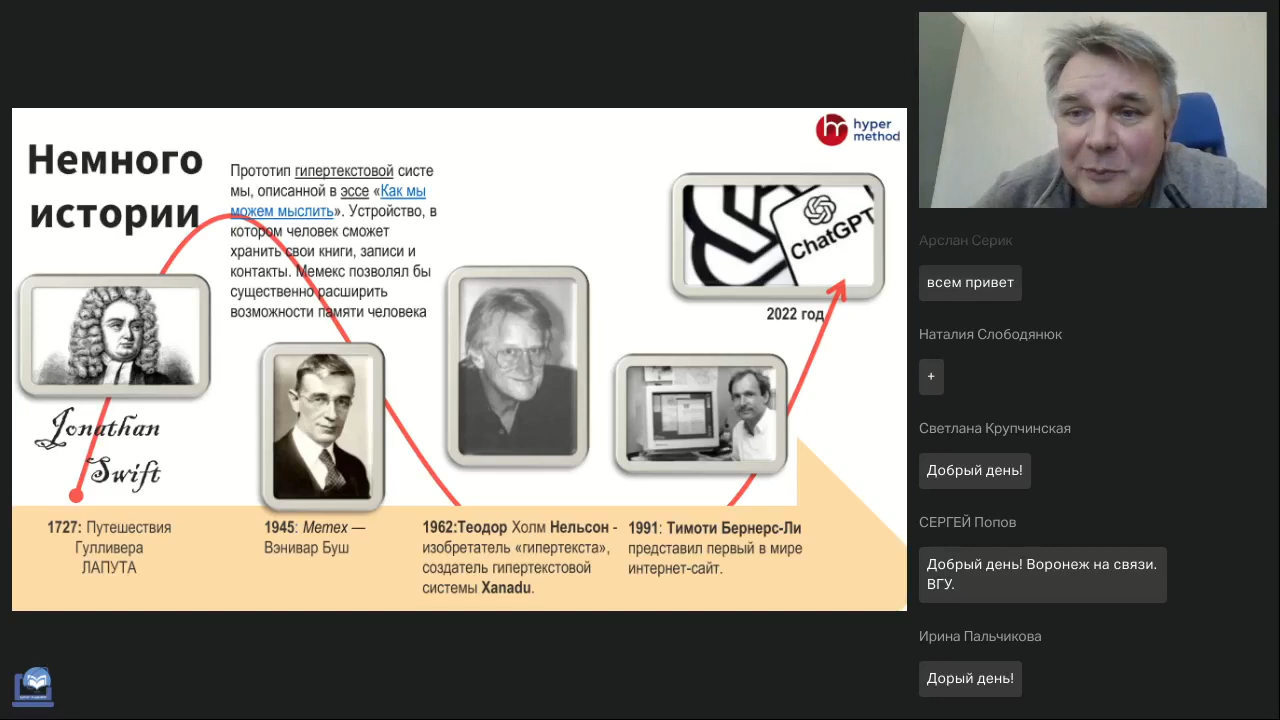 Немного
истории
Прототип гипертекстовой систе
мы, описанной в эссе «Как мы
можем мыслить». Устройство, в
котором человек сможет
хранить свои книги, записи и
контакты. Мемекс позволял бы
существенно расширить
возможности памяти человека
hyper
method
ChatGPT
2022 год
Jonathan
Swift
1727: Путешествия
Гулливера
ЛАПУТА
1945: Memex —
Вэнивар Буш
1962:Теодор Холм Нельсон -
изобретатель «гипертекста»,
создатель гипертекстовой
системы Xanadu.
1991: Тимоти Бернерс-Ли
представил первый в мире
интернет-сайт.
Арслан Серик
всем привет
Наталия Слободянюк
+
Светлана Крупчинская
Добрый день!
СЕРГЕЙ Попов
Добрый день! Воронеж на связи.
ВГУ.
Ирина Пальчикова
Дорый день!